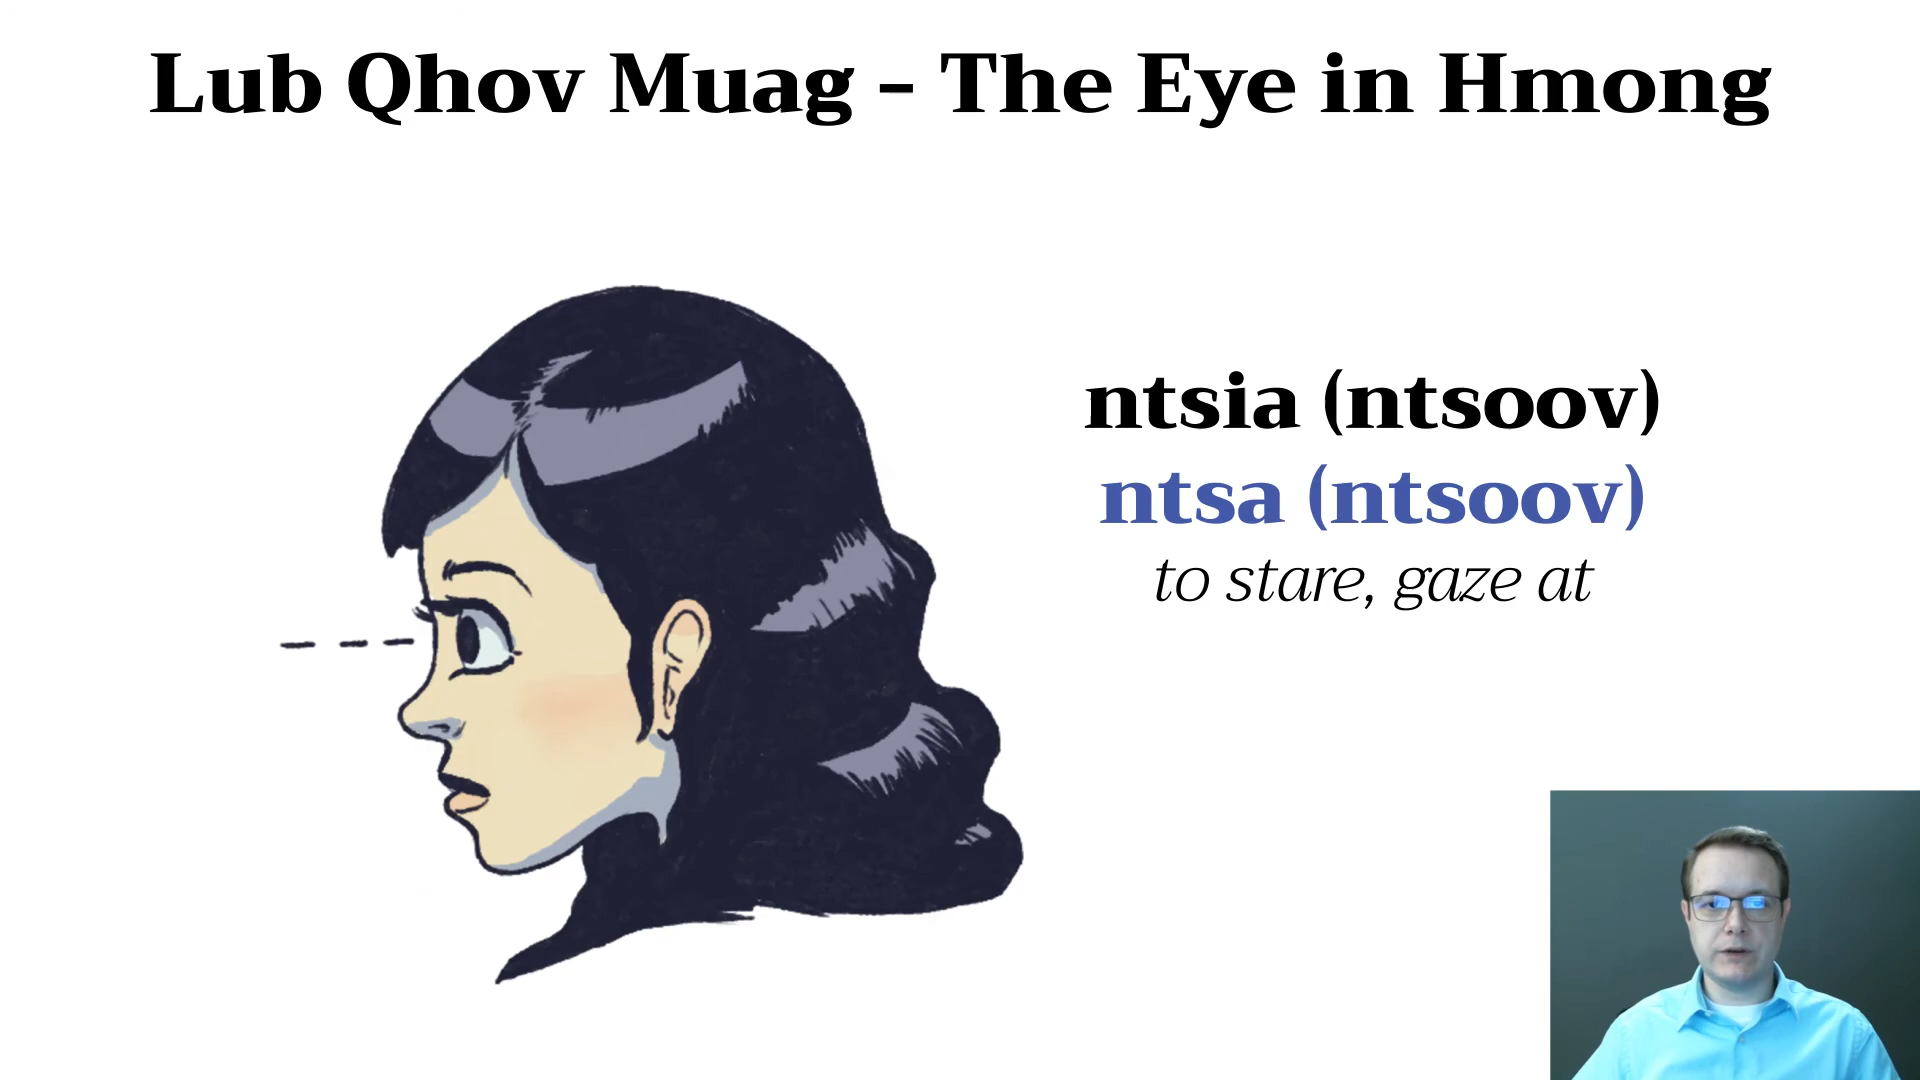 Lub Qhov Muag – The Eye in Hmong
ntsia (ntsoov)
ntsa (ntsoov)
to stare, gaze at